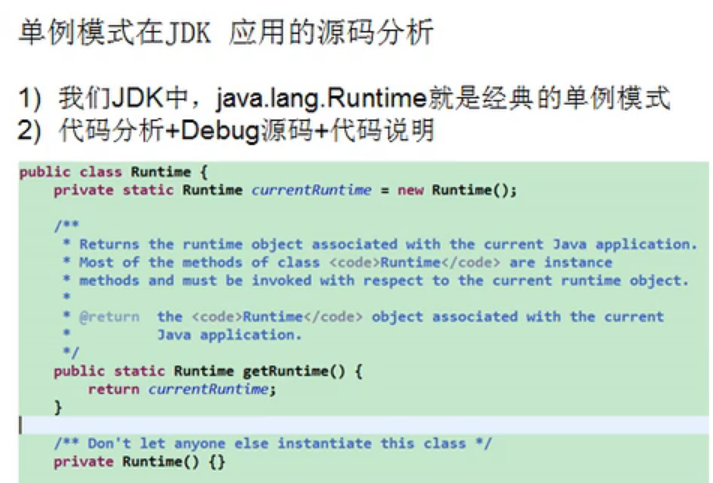 单例模式在JDK 应用的源码分析
1) 我们JDK中，java.lang.Runtime就是经典的单例模式
2) 代码分析+Debug源码+代码说明
public class Runtime {
    private static Runtime currentRuntime = new Runtime();
    /**
     * Returns the runtime object associated with the current Java application.
     * Most of the methods of class <code>Runtime</code> are instance
     * methods and must be invoked with respect to the current runtime object.
     *
     * @return  the <code>Runtime</code> object associated with the current
     *          Java application.
     */
    public static Runtime getRuntime() {
        return currentRuntime;
    }
    /** Don't let anyone else instantiate this class */
    private Runtime() {}